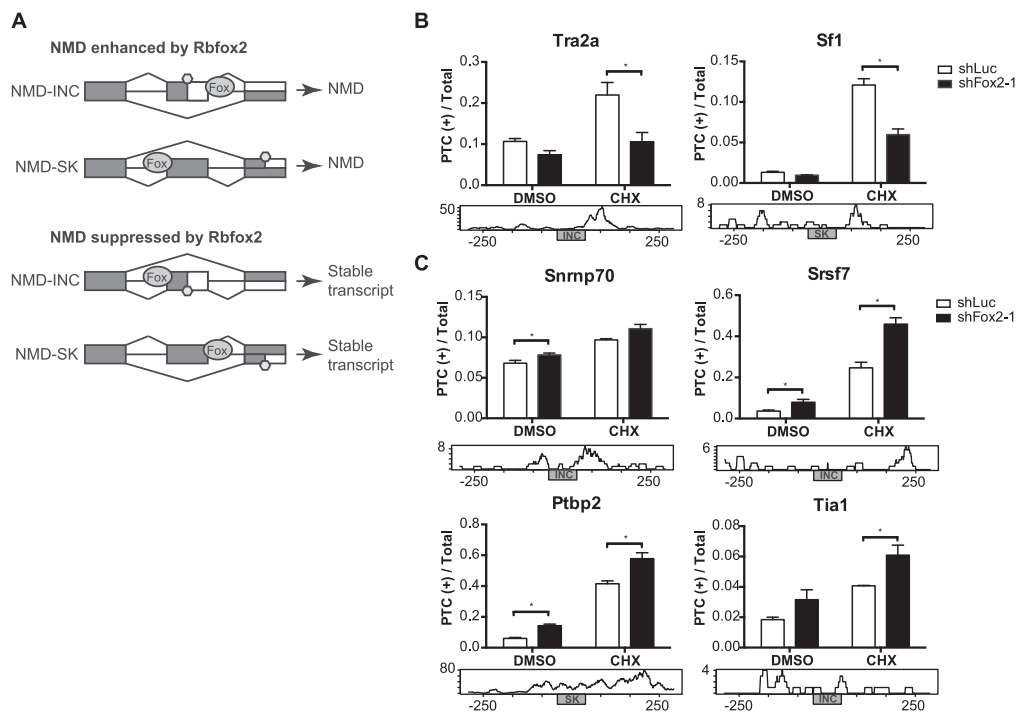 A
NMD enhanced by Rbfox2
NMD-INC
Fox
NMD
NMD-SK
Fox
NMD
NMD suppressed by Rbfox2
NMD-INC
Fox
Stable
transcript
NMD-SK
Fox
Stable
transcript
B
Tra2a
PTC (+) / Total
0.3
0.2
0.1
0.0
*
DMSO
CHX
50
INC
-250
250
Sf1
PTC (+) / Total
0.15
0.10
0.05
0.00
*
DMSO
CHX
8
SK
-250
250
shLuc
shFox2-1
C
Snrnp70
PTC (+) / Total
0.15
0.10
0.05
0.00
*
DMSO
CHX
8
INC
-250
250
Srsf7
PTC (+) / Total
0.6
0.4
0.2
0.0
*
*
DMSO
CHX
6
INC
-250
250
shLuc
shFox2-1
Ptbp2
PTC (+) / Total
0.8
0.6
0.4
0.2
0.0
*
*
DMSO
CHX
80
SK
-250
250
Tia1
PTC (+) / Total
0.08
0.06
0.04
0.02
0.00
*
DMSO
CHX
4
INC
-250
250